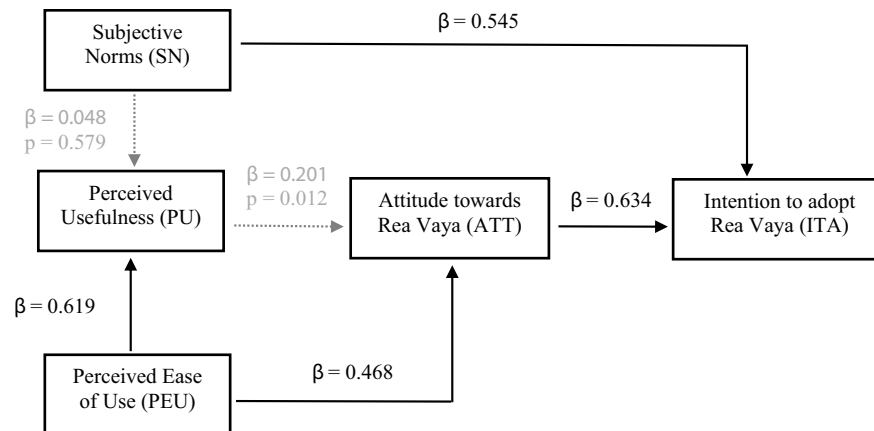 β = 0.545
Subjective
Norms (SN)
β = 0.048
p = 0.579
β = 0.201
p = 0.012
Perceived
Usefulness (PU)
Attitude towards
Rea Vaya (ATT)
β = 0.634
Intention to adopt
Rea Vaya (ITA)
β = 0.619
Perceived Ease
of Use (PEU)
β = 0.468